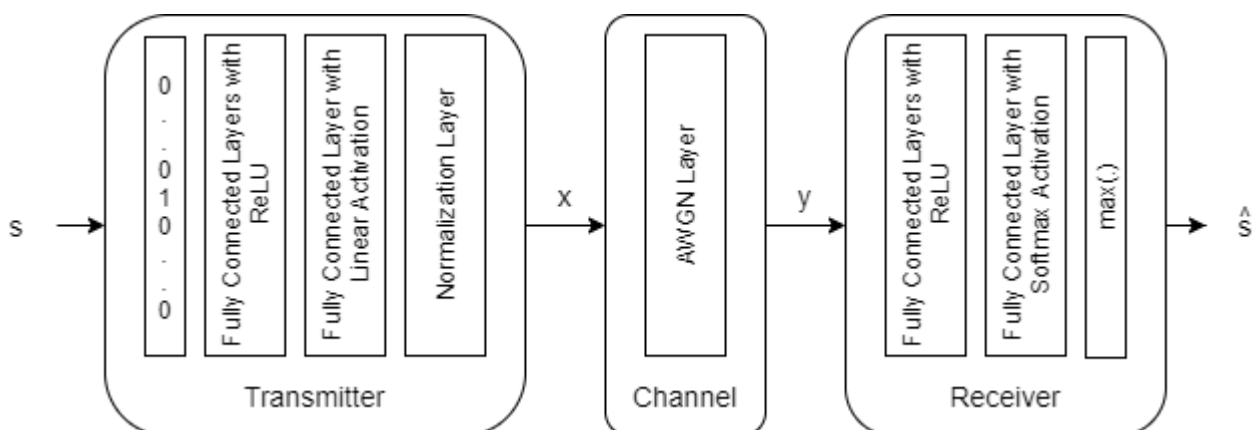 s
0
.
.
0
1
0
.
.
0
Fully Connected Layers with
ReLU
Fully Connected Layer with
Linear Activation
Normalization Layer
Transmitter
x
AWGN Layer
Channel
y
Fully Connected Layers with
ReLU
Fully Connected Layer with
Softmax Activation
max(.)
Receiver
ŝ